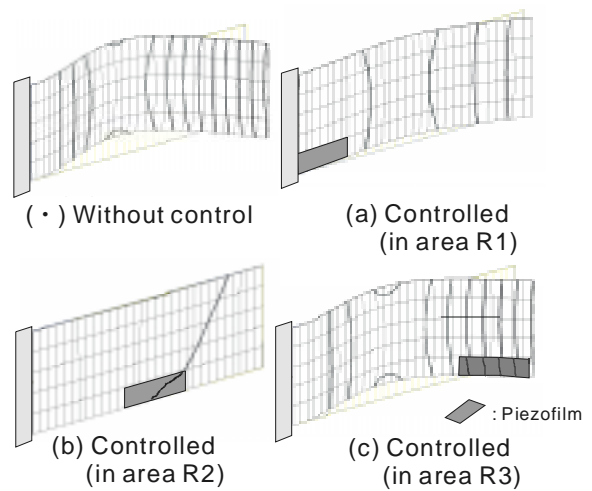 (・) Without control
(a) Controlled
(in area R1)
(b) Controlled
(in area R2)
: Piezofilm
(c) Controlled
(in area R3)